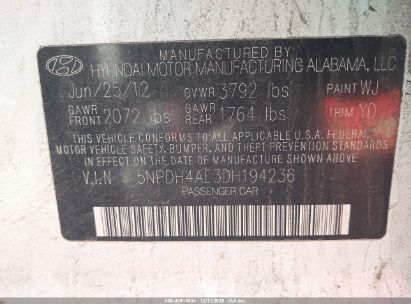 MANUFACTURED BY
HYUNDAI MOTOR MANUFACTURING ALABAMA, LLC
Jun/25/12 GVWR 3792 lbs PAINT WJ
GAWR FRONT 2072 lbs GAWR REAR 1764 lbs TRIM YD
THIS VEHICLE CONFORMS TO ALL APPLICABLE U.S.A. FEDERAL
MOTOR VEHICLE SAFETY, BUMPER, AND THEFT PREVENTION STANDARDS
IN EFFECT ON THE DATE OF MANUFACTURE SHOWN ABOVE
V.I.N : 5NPDH4AE3DH194236
PASSENGER CAR